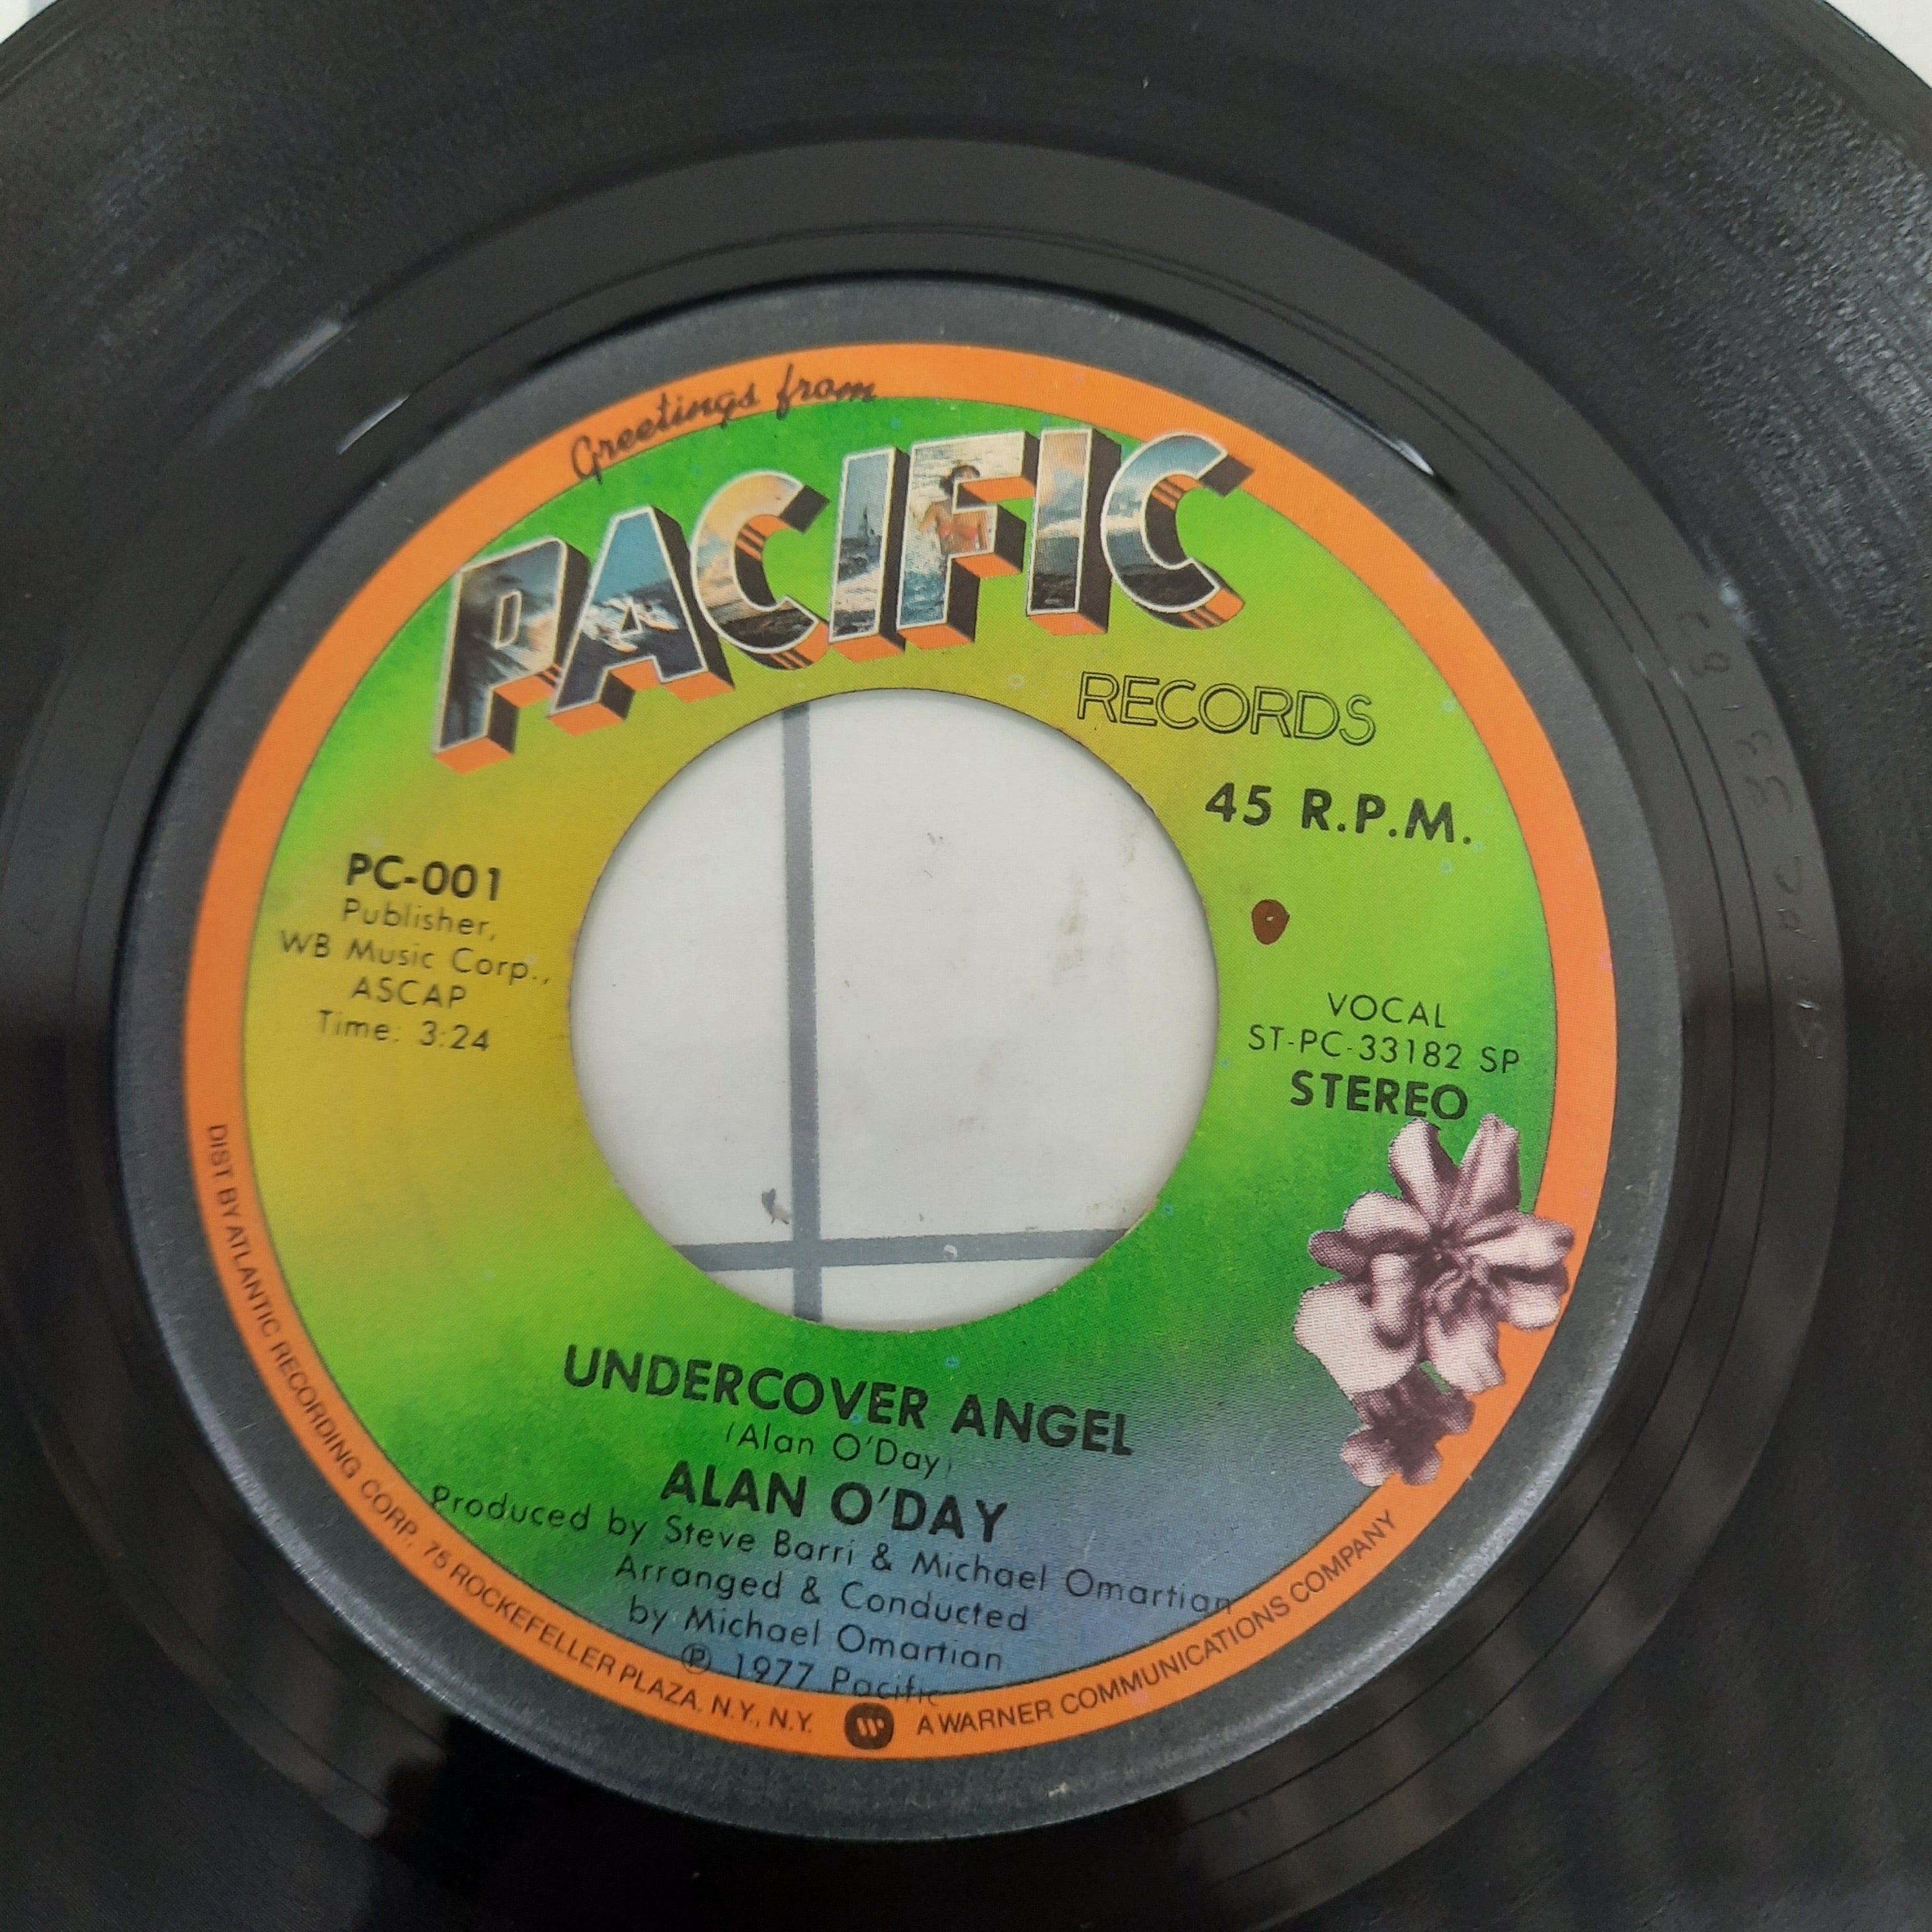 Greetings from
PACIFIC
RECORDS
45 R.P.M.
PC-001
Publisher,
WB Music Corp.,
ASCAP
Time: 3:24
VOCAL
ST-PC-33182 SP
STEREO
UNDERCOVER ANGEL
(Alan O'Day)
ALAN O'DAY
Produced by Steve Barri & Michael Omartian
Arranged & Conducted
by Michael Omartian
℗ 1977 Pacific
DIST BY ATLANTIC RECORDING CORP., 75 ROCKEFELLER PLAZA, N.Y., N.Y. W A WARNER COMMUNICATIONS COMPANY